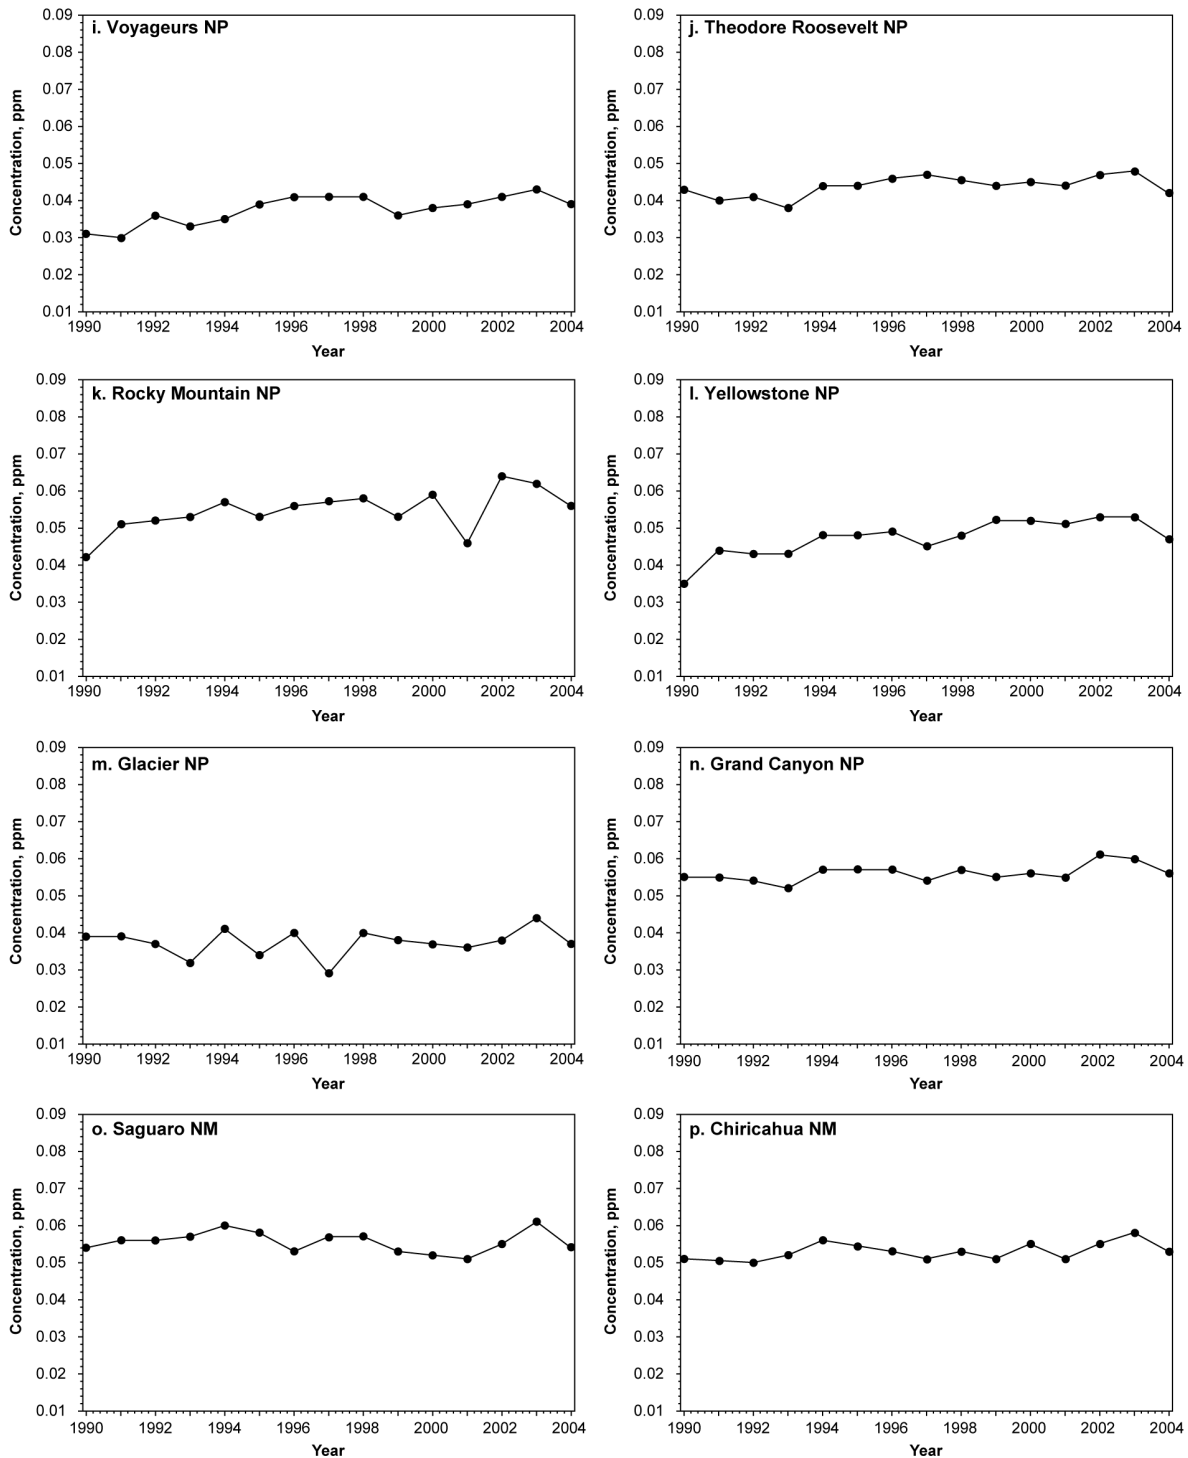 i. Voyageurs NP
Concentration, ppm
0.09
0.08
0.07
0.06
0.05
0.04
0.03
0.02
0.01
1990 1992 1994 1996 1998 2000 2002 2004
Year
j. Theodore Roosevelt NP
Concentration, ppm
0.09
0.08
0.07
0.06
0.05
0.04
0.03
0.02
0.01
1990 1992 1994 1996 1998 2000 2002 2004
Year
k. Rocky Mountain NP
Concentration, ppm
0.09
0.08
0.07
0.06
0.05
0.04
0.03
0.02
0.01
1990 1992 1994 1996 1998 2000 2002 2004
Year
l. Yellowstone NP
Concentration, ppm
0.09
0.08
0.07
0.06
0.05
0.04
0.03
0.02
0.01
1990 1992 1994 1996 1998 2000 2002 2004
Year
m. Glacier NP
Concentration, ppm
0.09
0.08
0.07
0.06
0.05
0.04
0.03
0.02
0.01
1990 1992 1994 1996 1998 2000 2002 2004
Year
n. Grand Canyon NP
Concentration, ppm
0.09
0.08
0.07
0.06
0.05
0.04
0.03
0.02
0.01
1990 1992 1994 1996 1998 2000 2002 2004
Year
o. Saguaro NM
Concentration, ppm
0.09
0.08
0.07
0.06
0.05
0.04
0.03
0.02
0.01
1990 1992 1994 1996 1998 2000 2002 2004
Year
p. Chiricahua NM
Concentration, ppm
0.09
0.08
0.07
0.06
0.05
0.04
0.03
0.02
0.01
1990 1992 1994 1996 1998 2000 2002 2004
Year